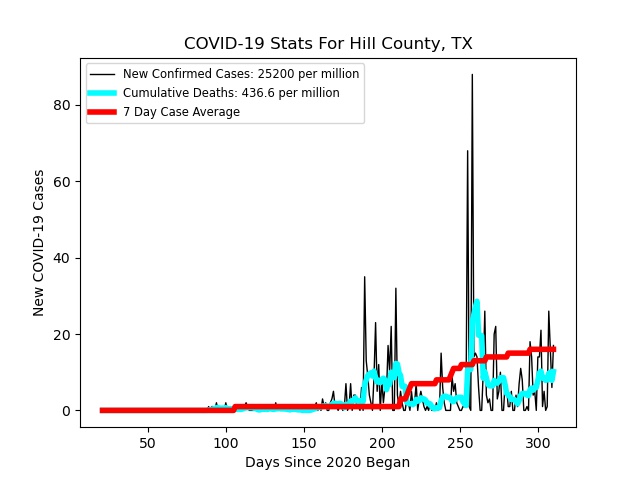 COVID-19 Stats For Hill County, TX
New Confirmed Cases: 25200 per million
Cumulative Deaths: 436.6 per million
7 Day Case Average
New COVID-19 Cases
80
60
40
20
0
50 100 150 200 250 300
Days Since 2020 Began